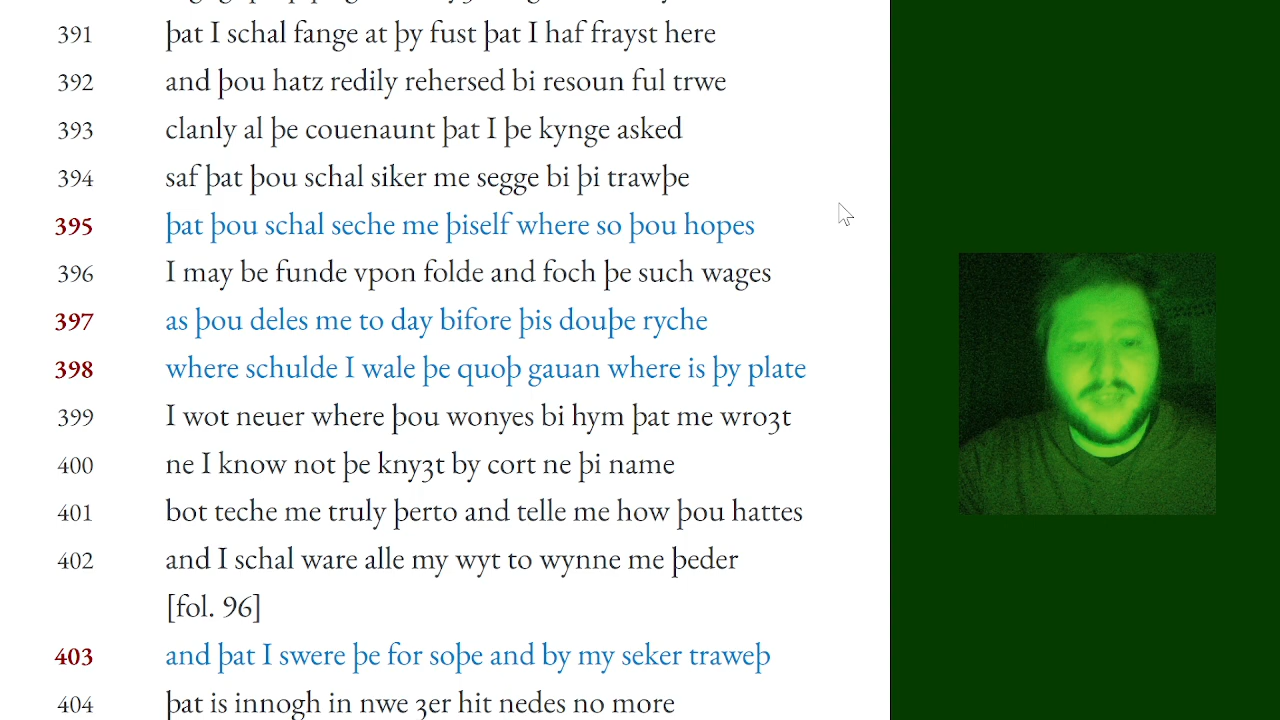 391 þat I schal fange at þy fust þat I haf frayst here
392 and þou hatz redily rehersed bi resoun ful trwe
393 clanly al þe couenaunt þat I þe kynge asked
394 saf þat þou schal siker me segge bi þi trawþe
395 þat þou schal seche me þiself where so þou hopes
396 I may be funde vpon folde and foch þe such wages
397 as þou deles me to day bifore þis douþe ryche
398 where schulde I wale þe quoþ gauan where is þy plate
399 I wot neuer where þou wonyes bi hym þat me wroȝt
400 ne I know not þe knyȝt by cort ne þi name
401 bot teche me truly þerto and telle me how þou hattes
402 and I schal ware alle my wyt to wynne me þeder
[fol. 96]
403 and þat I swere þe for soþe and by my seker traweþ
404 þat is innogh in nwe ȝer hit nedes no more